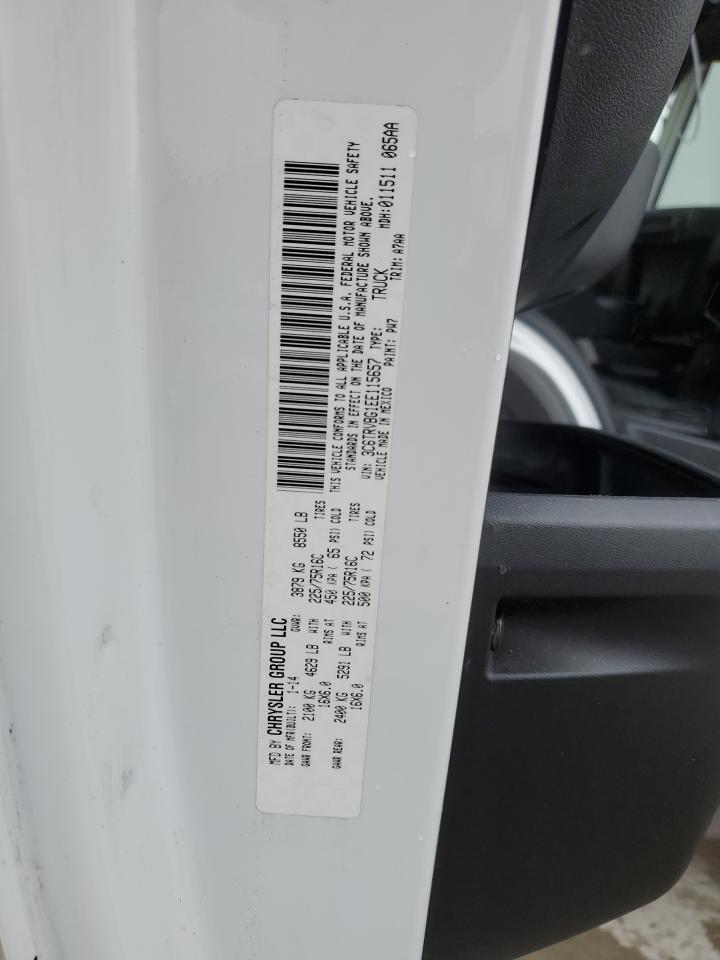 MFD BY CHRYSLER GROUP LLC
DATE OF MFR(BUILT): 1-14 GVWR: 3879 KG 8550 LB
GAWR FRONT: 2100 KG 4629 LB WITH 225/75R16C TIRES
16X6.0 RIMS AT 450 KPA ( 65 PSI) COLD
GAWR REAR: 2400 KG 5291 LB WITH 225/75R16C TIRES
16X6.0 RIMS AT 500 KPA ( 72 PSI) COLD
THIS VEHICLE CONFORMS TO ALL APPLICABLE U.S.A. FEDERAL MOTOR VEHICLE SAFETY
STANDARDS IN EFFECT ON THE DATE OF MANUFACTURE SHOWN ABOVE.
VIN: 3C6TRVBG1EE115657 TYPE: TRUCK MDH:011511 065AA
VEHICLE MADE IN MEXICO PAINT: PW7 TRIM: A7AA